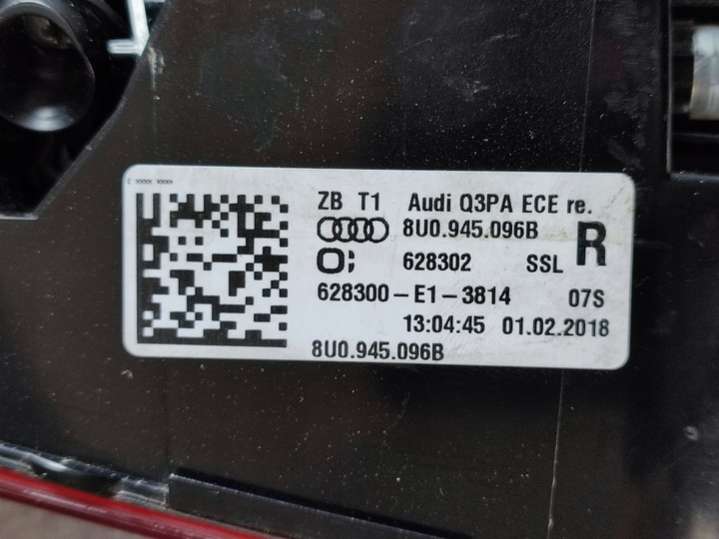 ZB T1 Audi Q3PA ECE re.
8U0.945.096B R
628302 SSL
628300-E1-3814 07S
13:04:45 01.02.2018
8U0.945.096B